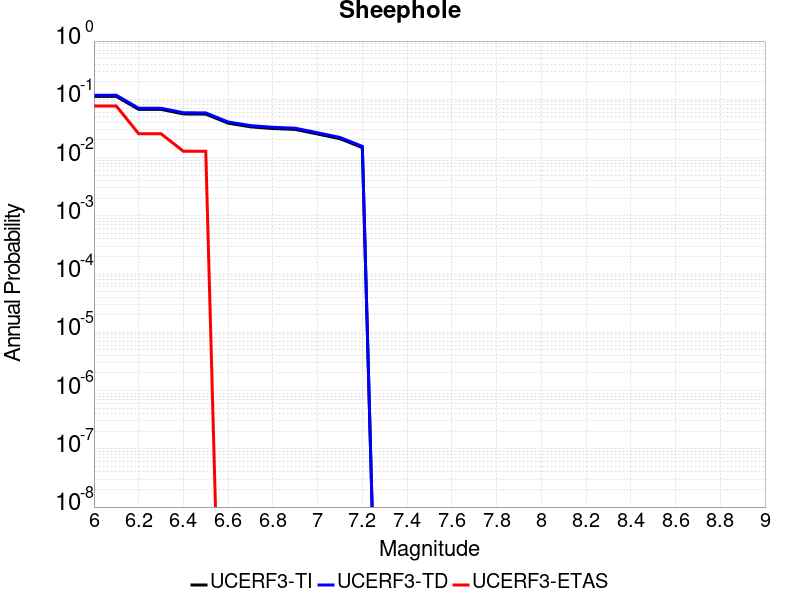 Sheephole
10^0
10^-1
10^-2
10^-3
10^-4
10^-5
10^-6
10^-7
10^-8
Annual Probability
6 6.2 6.4 6.6 6.8 7 7.2 7.4 7.6 7.8 8 8.2 8.4 8.6 8.8 9
Magnitude
UCERF3-TI UCERF3-TD UCERF3-ETAS